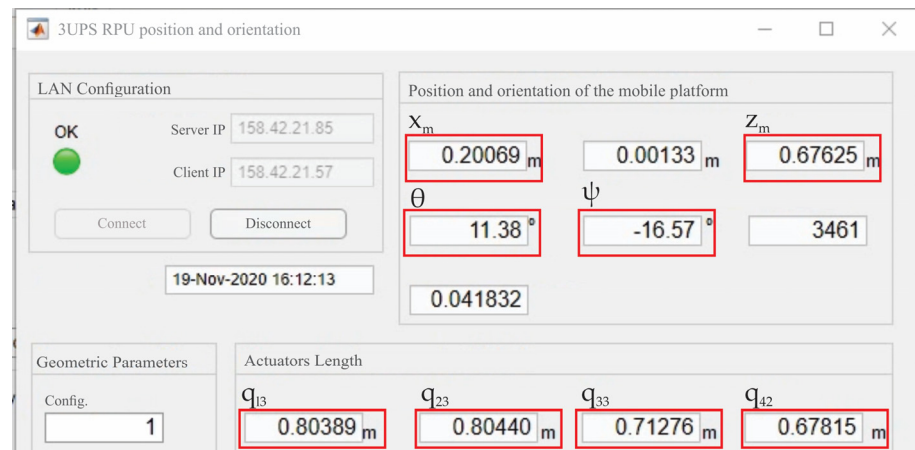 3UPS RPU position and orientation
LAN Configuration
OK
Server IP 158.42.21.85
Client IP 158.42.21.57
Connect Disconnect
19-Nov-2020 16:12:13
Position and orientation of the mobile platform
xm zm
0.20069 m 0.00133 m 0.67625 m
θ ψ
11.38 º -16.57 º 3461
0.041832
Geometric Parameters
Config.
1
Actuators Length
q13 q23 q33 q42
0.80389 m 0.80440 m 0.71276 m 0.67815 m